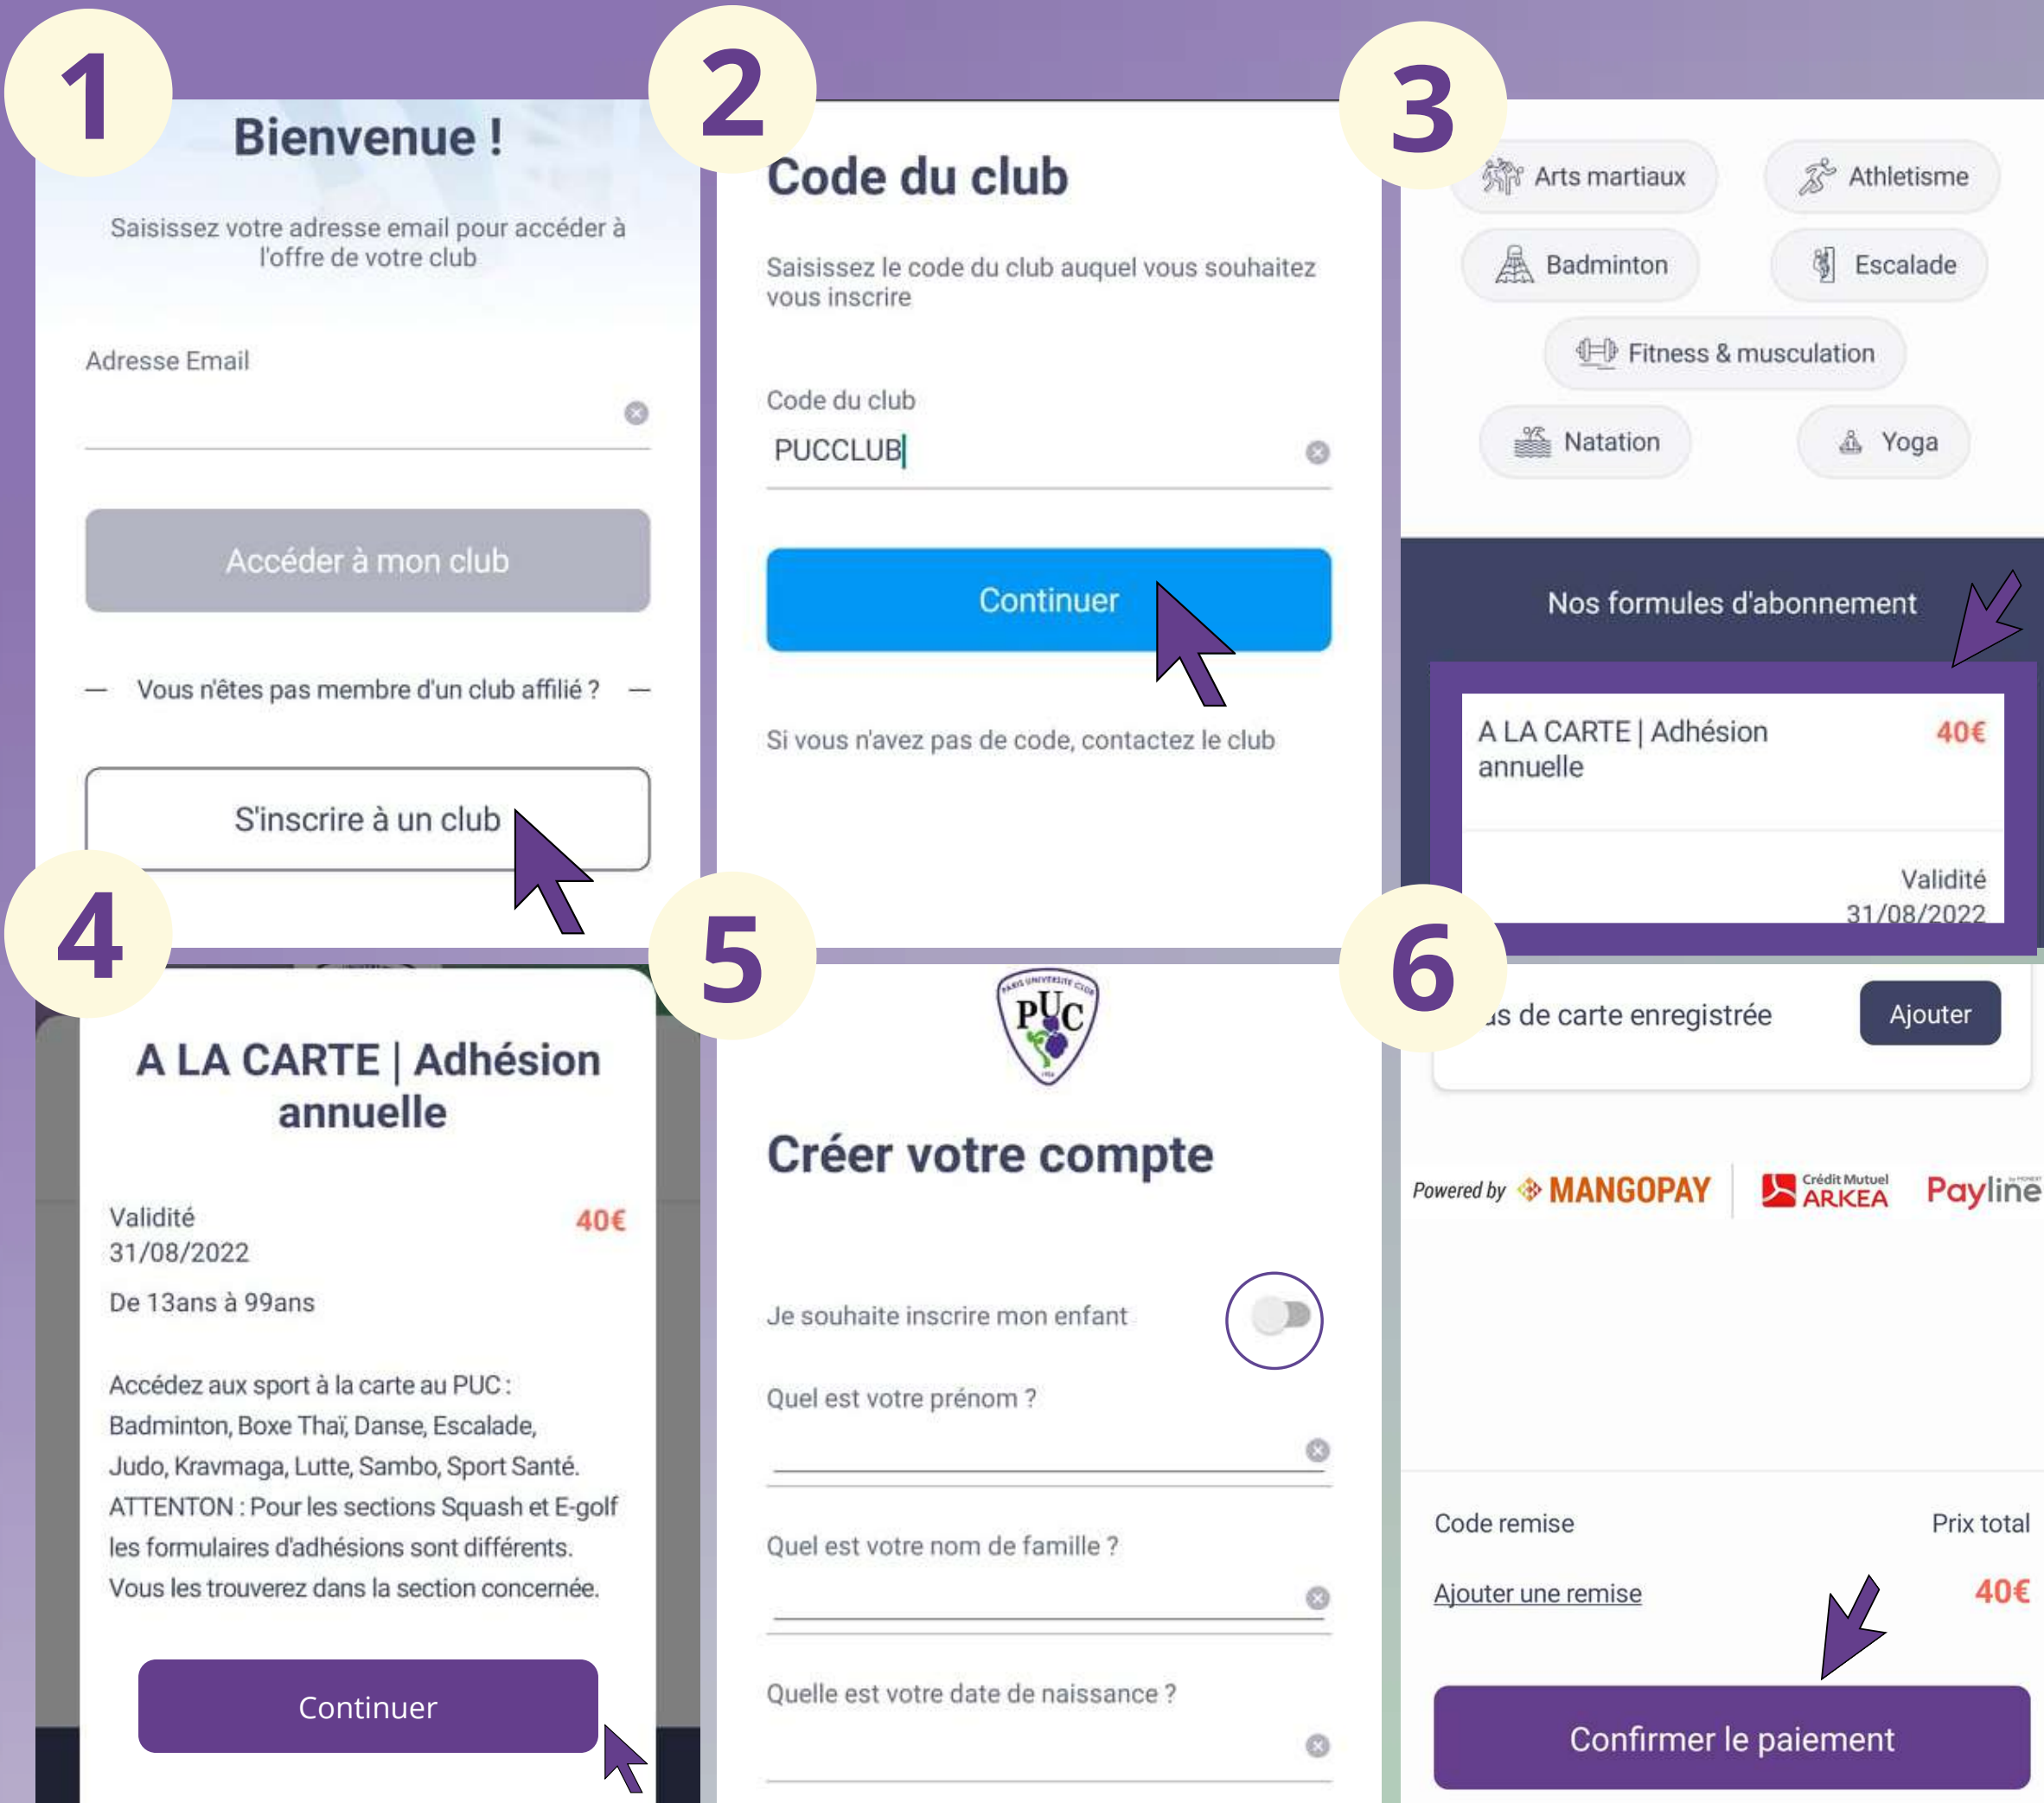 1
Bienvenue !
Saisissez votre adresse email pour accéder à
l'offre de votre club
Adresse Email
Accéder à mon club
— Vous n'êtes pas membre d'un club affilié ? —
S'inscrire à un club
2
Code du club
Saisissez le code du club auquel vous souhaitez
vous inscrire
Code du club
PUCCLUB
Continuer
Si vous n'avez pas de code, contactez le club
3
Arts martiaux
Athletisme
Badminton
Escalade
Fitness & musculation
Natation
Yoga
Nos formules d'abonnement
A LA CARTE | Adhésion
annuelle
40€
Validité
31/08/2022
4
A LA CARTE | Adhésion
annuelle
Validité
31/08/2022
40€
De 13ans à 99ans
Accédez aux sport à la carte au PUC :
Badminton, Boxe Thaï, Danse, Escalade,
Judo, Kravmaga, Lutte, Sambo, Sport Santé.
ATTENTON : Pour les sections Squash et E-golf
les formulaires d'adhésions sont différents.
Vous les trouverez dans la section concernée.
Continuer
5
PARIS UNIVERSITE CLUB
PUC
Créer votre compte
Je souhaite inscrire mon enfant
Quel est votre prénom ?
Quel est votre nom de famille ?
Quelle est votre date de naissance ?
6
de carte enregistrée
Ajouter
Powered by MANGOPAY
Crédit Mutuel
ARKEA
Payline
Code remise
Prix total
Ajouter une remise
40€
Confirmer le paiement